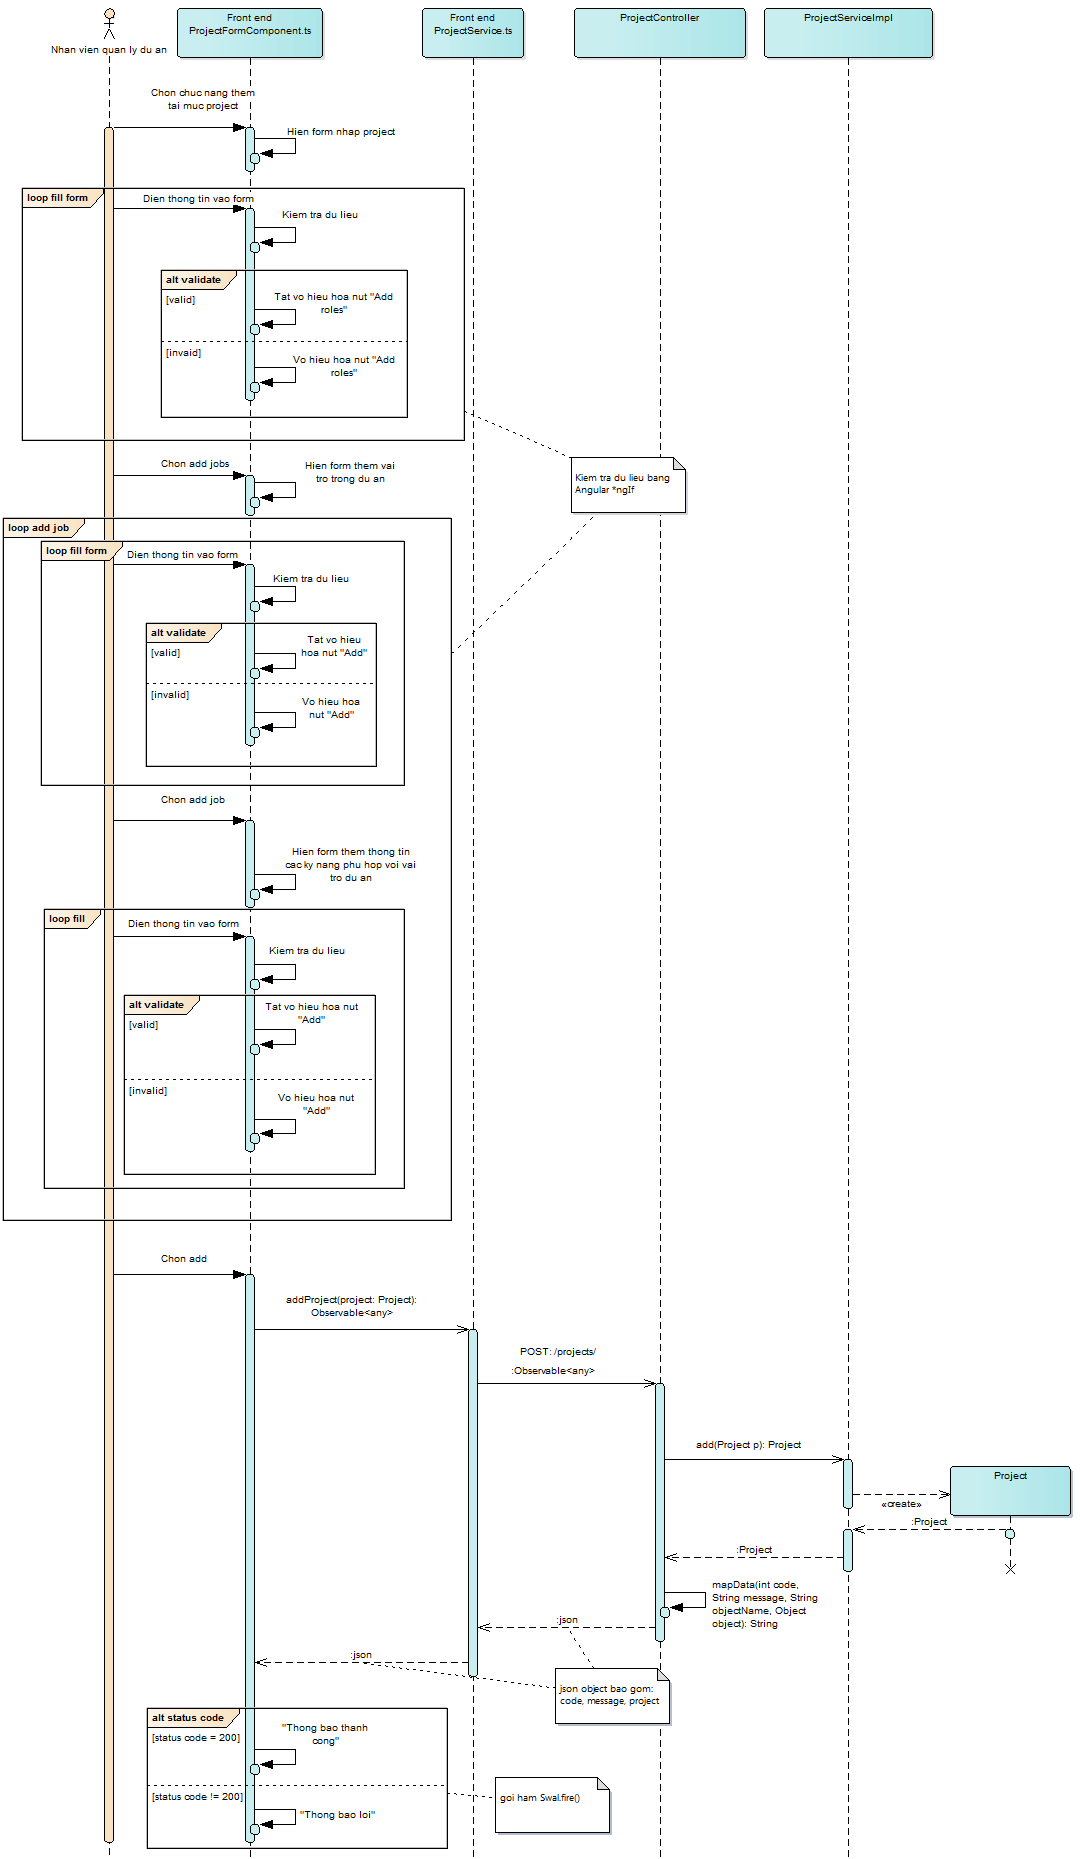 Front end
ProjectFormComponent.ts
Front end
ProjectService.ts
ProjectController
ProjectServiceImpl
Nhan vien quan ly du an
Chon chuc nang them
tai muc project
Hien form nhap project
loop fill form
Dien thong tin vao form
Kiem tra du lieu
alt validate
[valid]
Tat vo hieu hoa nut "Add
roles"
[invaid]
Vo hieu hoa nut "Add
roles"
Chon add jobs
Hien form them vai
tro trong du an
Kiem tra du lieu bang
Angular *ngIf
loop add job
loop fill form
Dien thong tin vao form
Kiem tra du lieu
alt validate
[valid]
Tat vo hieu
hoa nut "Add"
[invalid]
Vo hieu hoa
nut "Add"
Chon add job
Hien form them thong tin
cac ky nang phu hop voi vai
tro du an
loop fill
Dien thong tin vao form
Kiem tra du lieu
alt validate
[valid]
Tat vo hieu hoa nut
"Add"
[invalid]
Vo hieu hoa nut
"Add"
Chon add
addProject(project: Project):
Observable<any>
POST: /projects/
:Observable<any>
add(Project p): Project
Project
«create»
:Project
:Project
mapData(int code,
String message, String
objectName, Object
object): String
:json
:json
json object bao gom:
code, message, project
alt status code
[status code = 200]
"Thong bao thanh
cong"
[status code != 200]
"Thong bao loi"
goi ham Swal.fire()